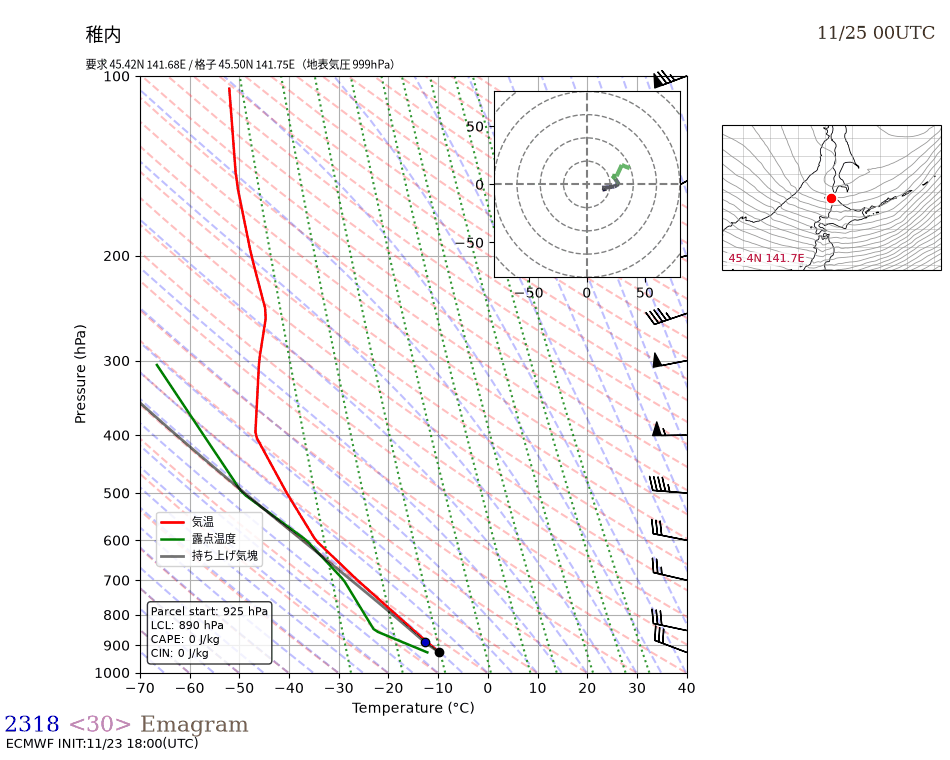 稚内
11/25 00UTC
要求 45.42N 141.68E / 格子 45.50N 141.75E（地表気圧 999hPa）
100
200
300
400
500
600
700
800
900
1000
Pressure (hPa)
50
0
−50
−50 0 50
45.4N 141.7E
気温
露点温度
持ち上げ気塊
Parcel start: 925 hPa
LCL: 890 hPa
CAPE: 0 J/kg
CIN: 0 J/kg
−70 −60 −50 −40 −30 −20 −10 0 10 20 30 40
Temperature (°C)
2318 <30> Emagram
ECMWF INIT:11/23 18:00(UTC)